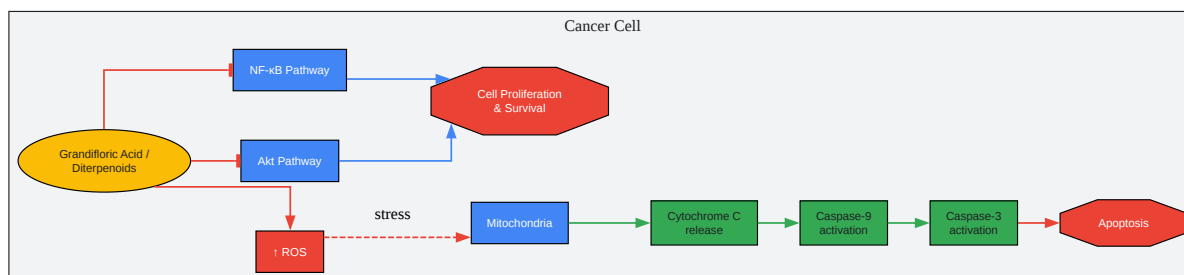 Cancer Cell
NF-κB Pathway
Cell Proliferation
& Survival
Grandifloric Acid /
Diterpenoids
Akt Pathway
stress
↑ ROS
Mitochondria
Cytochrome C
release
Caspase-9
activation
Caspase-3
activation
Apoptosis